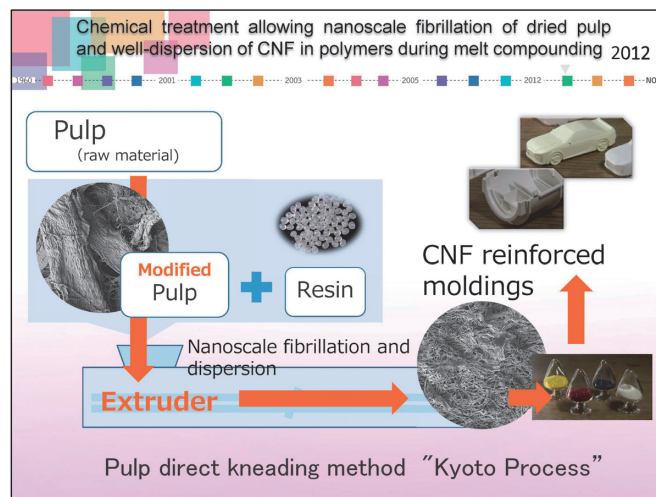 Chemical treatment allowing nanoscale fibrillation of dried pulp
and well-dispersion of CNF in polymers during melt compounding
2012
1960
2001
2003
2005
2012
NO
Pulp
(raw material)
Modified
Pulp
Resin
CNF reinforced
moldings
Nanoscale fibrillation and
dispersion
Extruder
Pulp direct kneading method "Kyoto Process”